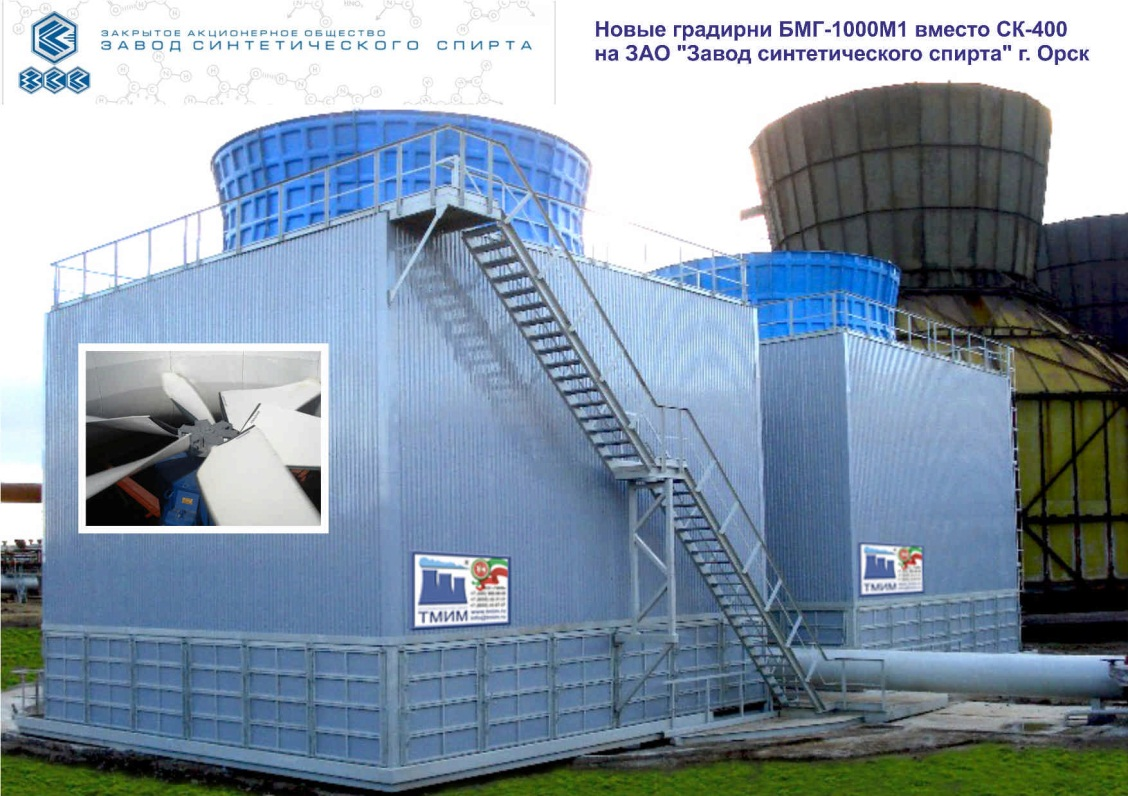 ЗАКРЫТОЕ АКЦИОНЕРНОЕ ОБЩЕСТВО
ЗАВОД СИНТЕТИЧЕСКОГО СПИРТА
Новые градирни БМГ-1000М1 вместо СК-400
на ЗАО "Завод синтетического спирта" г. Орск
ТМИМ
ТМИМ